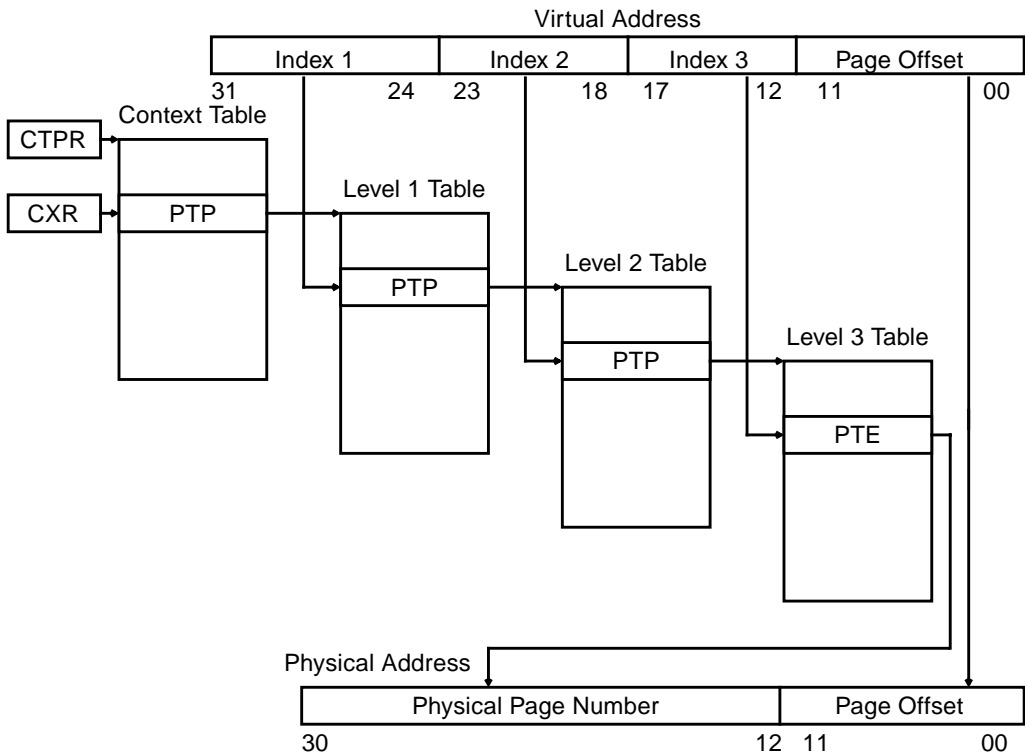 Virtual Address
Index 1 Index 2 Index 3 Page Offset
31 24 23 18 17 12 11 00
Context Table
CTPR
Level 1 Table
CXR PTP
Level 2 Table
PTP
Level 3 Table
PTP
PTE
Physical Address
Physical Page Number Page Offset
30 12 11 00